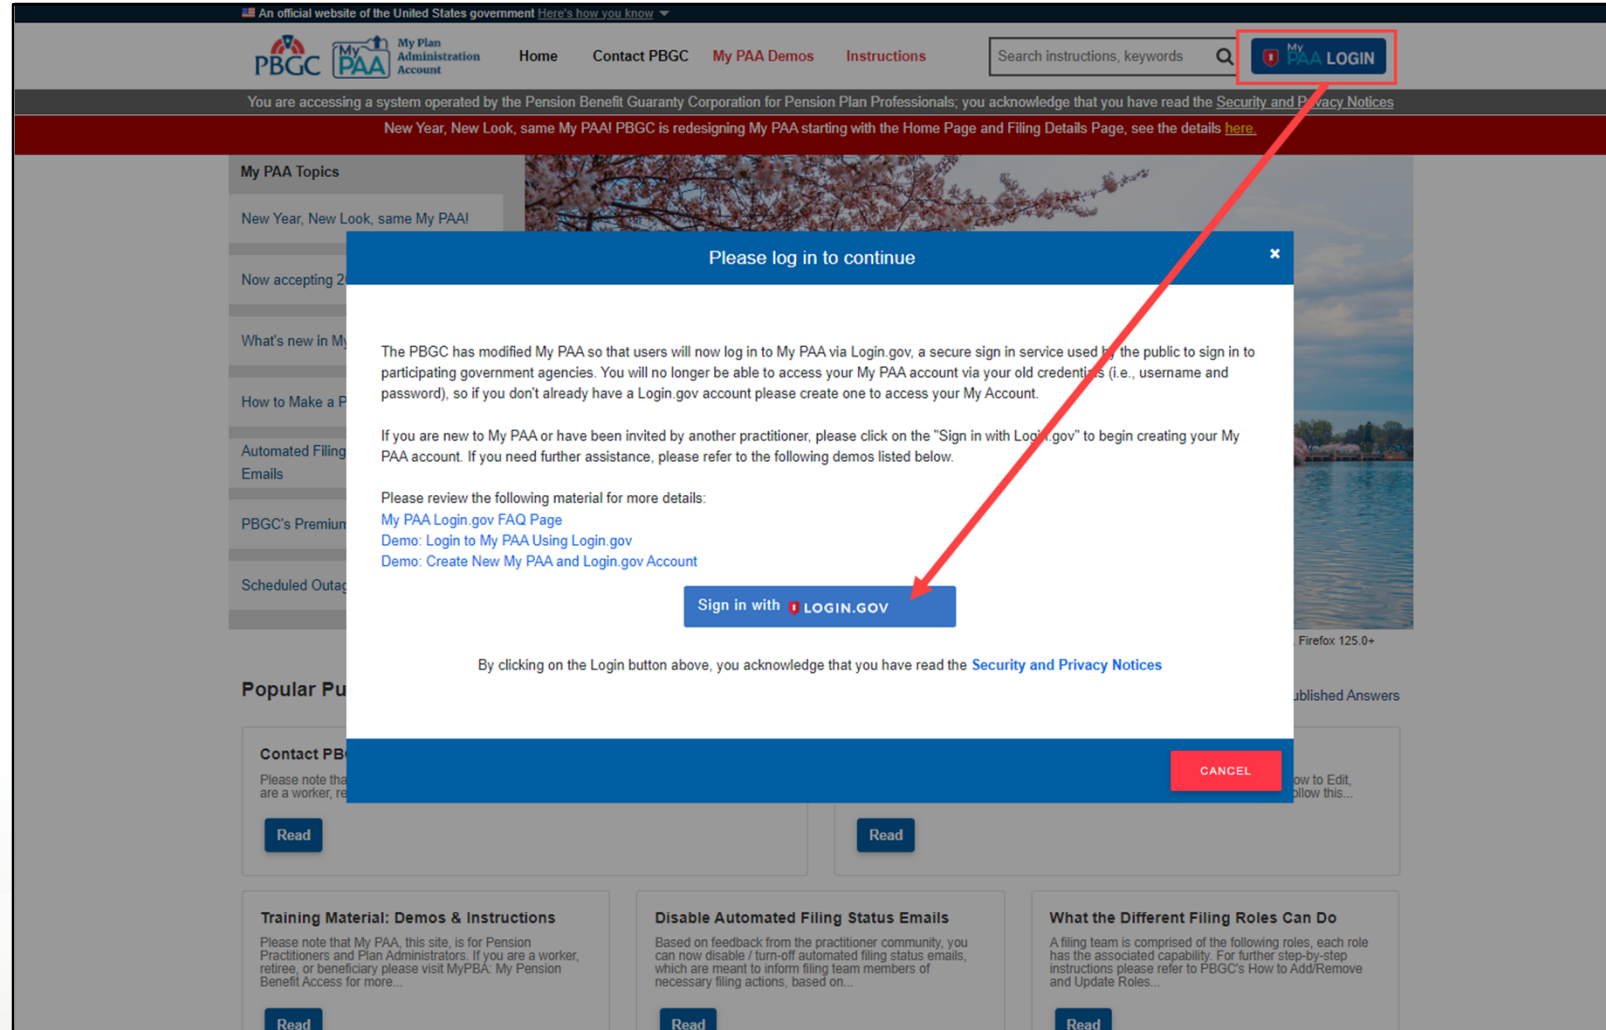 An official website of the United States government Here's how you know
PBGC
My PAA
My Plan
Administration
Account
Home
Contact PBGC
My PAA Demos
Instructions
Search instructions, keywords
My PAA LOGIN
You are accessing a system operated by the Pension Benefit Guaranty Corporation for Pension Plan Professionals; you acknowledge that you have read the Security and Privacy Notices
New Year, New Look, same My PAA! PBGC is redesigning My PAA starting with the Home Page and Filing Details Page, see the details here.
My PAA Topics
New Year, New Look, same My PAA!
Now accepting 2
What's new in My
How to Make a P
Automated Filing
Emails
PBGC's Premium
Scheduled Outag
Please log in to continue
The PBGC has modified My PAA so that users will now log in to My PAA via Login.gov, a secure sign in service used by the public to sign in to
participating government agencies. You will no longer be able to access your My PAA account via your old credentials (i.e., username and
password), so if you don't already have a Login.gov account please create one to access your My Account.
If you are new to My PAA or have been invited by another practitioner, please click on the "Sign in with Login.gov" to begin creating your My
PAA account. If you need further assistance, please refer to the following demos listed below.
Please review the following material for more details:
My PAA Login.gov FAQ Page
Demo: Login to My PAA Using Login.gov
Demo: Create New My PAA and Login.gov Account
Sign in with LOGIN.GOV
By clicking on the Login button above, you acknowledge that you have read the Security and Privacy Notices
CANCEL
Firefox 125.0+
Popular Pu
ublished Answers
Contact PB
Please note tha
are a worker, re
Read
ow to Edit,
ollow this...
Read
Training Material: Demos & Instructions
Please note that My PAA, this site, is for Pension
Practitioners and Plan Administrators. If you are a worker,
retiree, or beneficiary please visit MyPBA: My Pension
Benefit Access for more...
Read
Disable Automated Filing Status Emails
Based on feedback from the practitioner community, you
can now disable / turn-off automated filing status emails,
which are meant to inform filing team members of
necessary filing actions, based on...
Read
What the Different Filing Roles Can Do
A filing team is comprised of the following roles, each role
has the associated capability. For further step-by-step
instructions please refer to PBGC's How to Add/Remove
and Update Roles...
Read